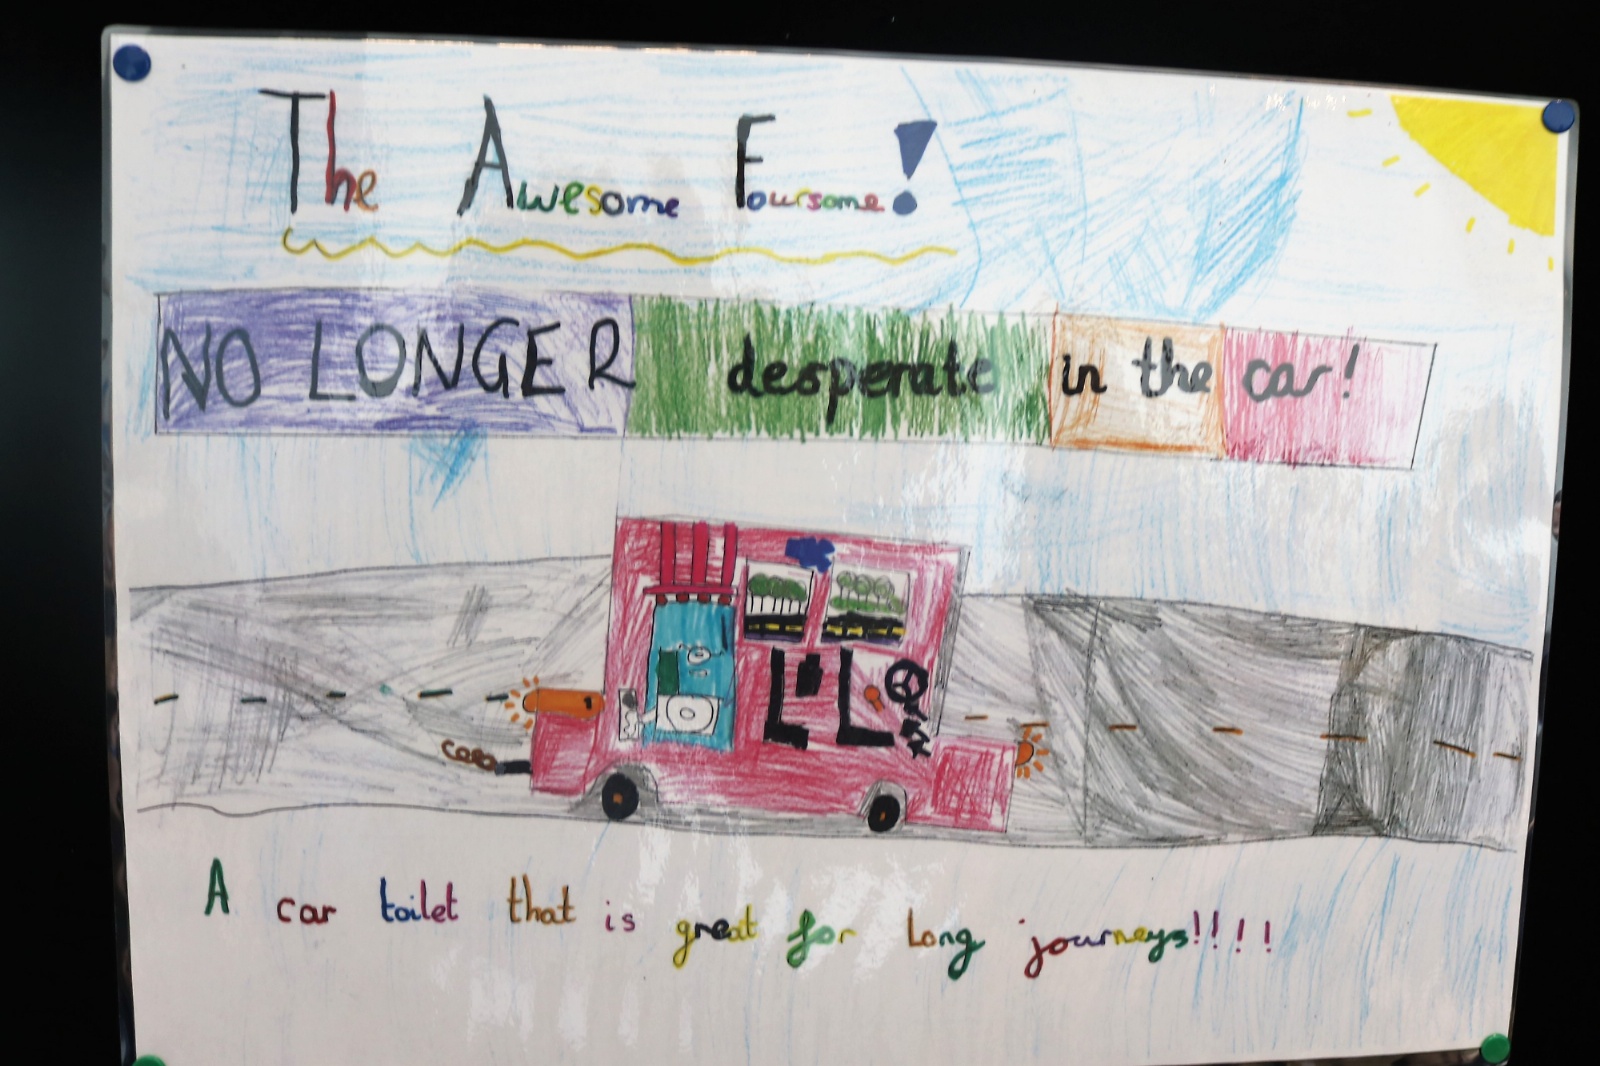 The Awesome Foursome!
NO LONGER desperate in the car!
A car toilet that is great for Long journeys!!!!